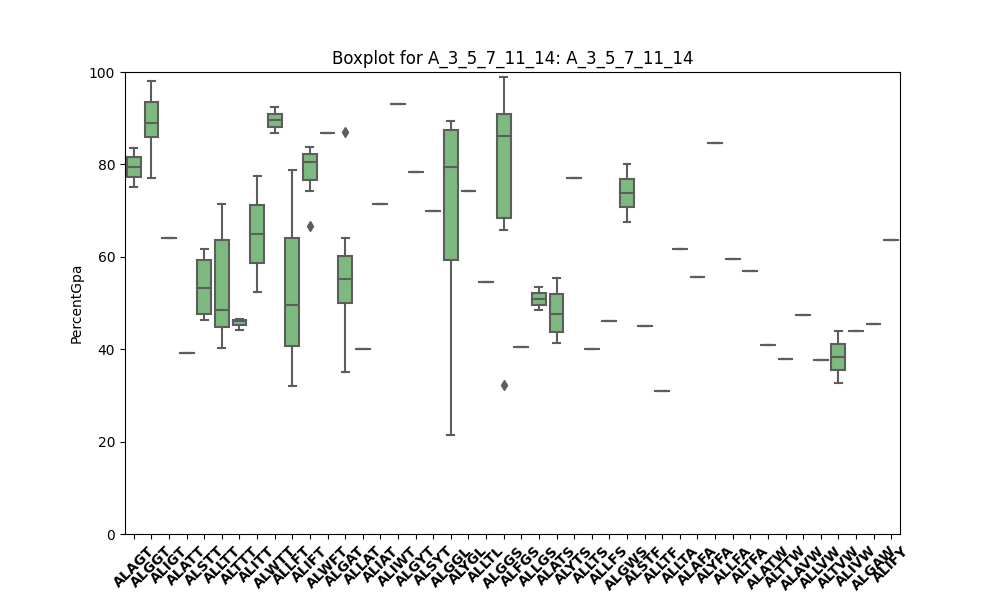 Boxplot for A_3_5_7_11_14: A_3_5_7_11_14
PercentGpa
100
80
60
40
20
0
ALAGT
ALGGT
ALIGT
ALATT
ALSTT
ALLTT
ALTTT
ALITT
ALWTT
ALLFT
ALIFT
ALWFT
ALGAT
ALLAT
ALIAT
ALIWT
ALGYT
ALSYT
ALGGL
ALYGL
ALLTL
ALGGS
ALFGS
ALLGS
ALATS
ALYTS
ALLTS
ALLFS
ALGWS
ALSTF
ALLTF
ALLTA
ALAFA
ALYFA
ALLFA
ALTFA
ALATW
ALTTW
ALAVW
ALLVW
ALTVW
ALIVW
ALGAW
ALIFY